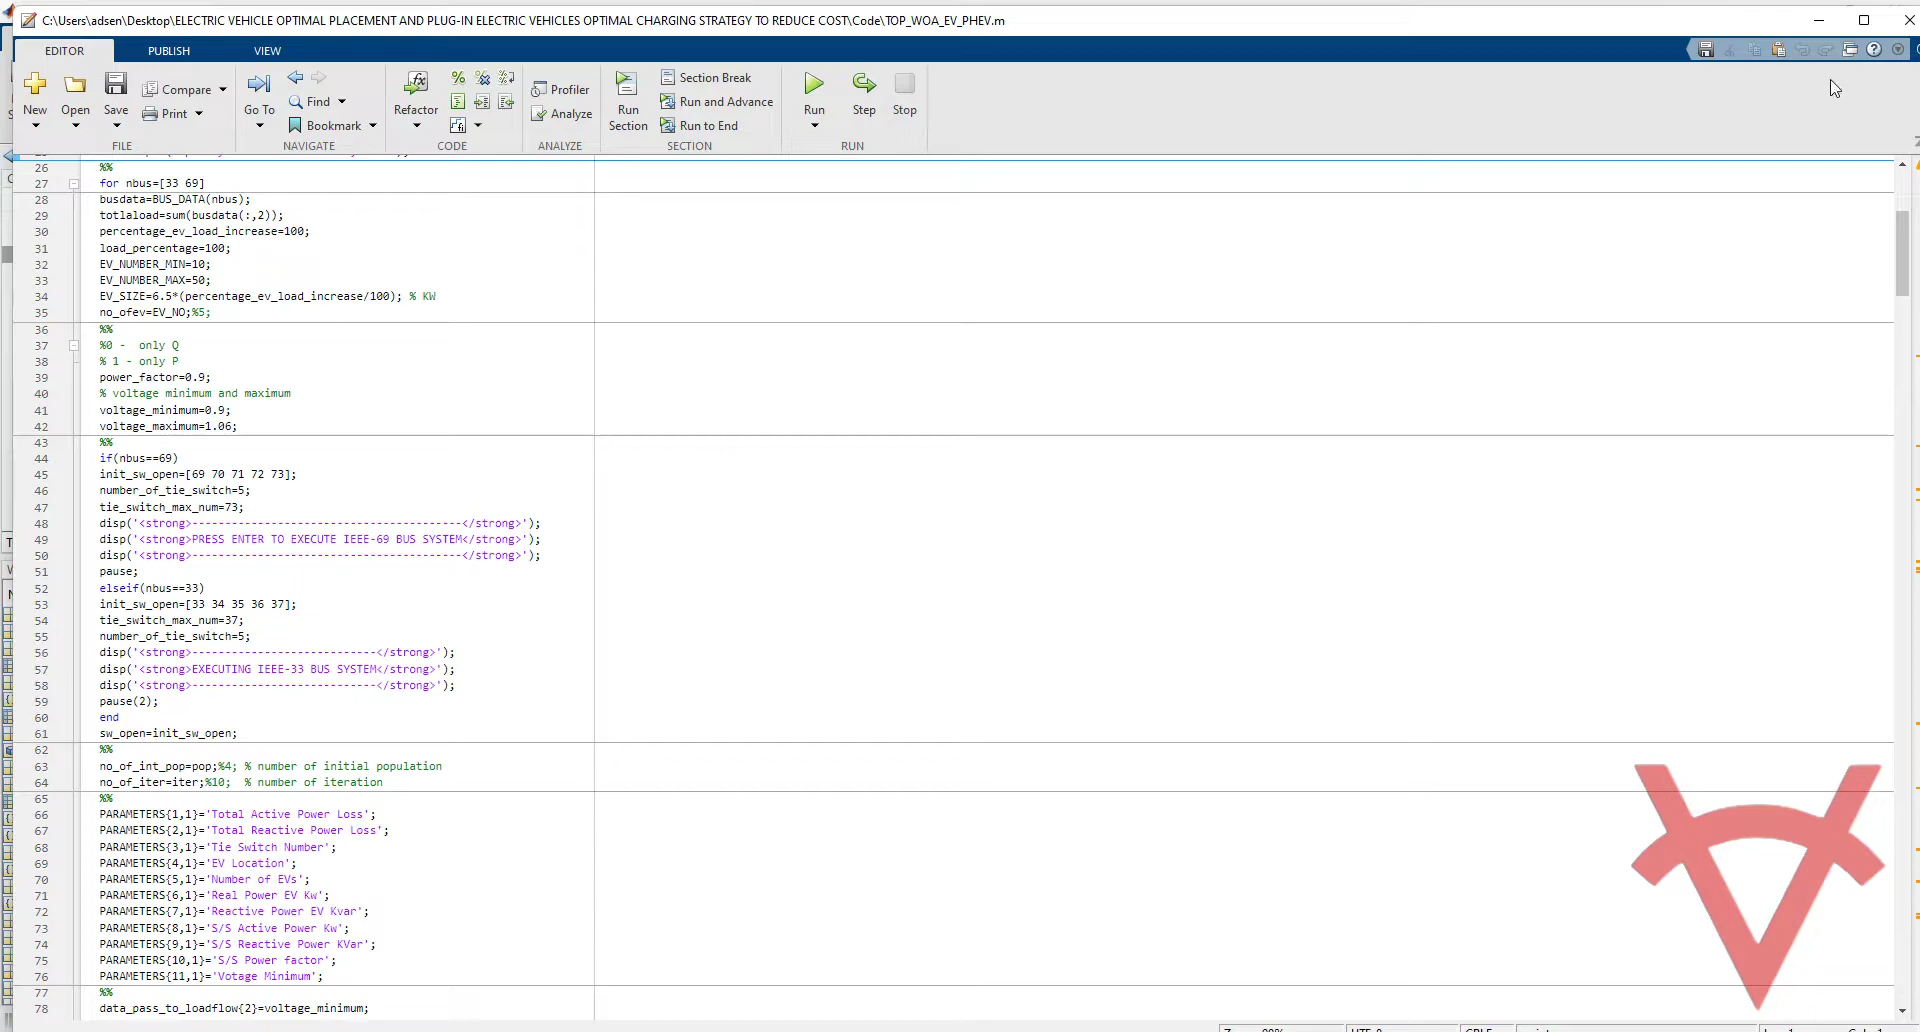 C:\Users\adsen\Desktop\ELECTRIC VEHICLE OPTIMAL PLACEMENT AND PLUG-IN ELECTRIC VEHICLES OPTIMAL CHARGING STRATEGY TO REDUCE COST\Code\TOP_WOA_EV_PHEV.m
EDITOR PUBLISH VIEW
New Open Save Compare Print
FILE
Go To Find Bookmark
NAVIGATE
Refactor
CODE
Profiler Analyze
ANALYZE
Run Section Section Break Run and Advance Run to End
SECTION
Run Step Stop
RUN
26 %%
27 for nbus=[33 69]
28 busdata=BUS_DATA(nbus);
29 totlaload=sum(busdata(:,2));
30 percentage_ev_load_increase=100;
31 load_percentage=100;
32 EV_NUMBER_MIN=10;
33 EV_NUMBER_MAX=50;
34 EV_SIZE=6.5*(percentage_ev_load_increase/100); % KW
35 no_ofev=EV_NO;%5;
36 %%
37 %0 -  only Q
38 % 1 - only P
39 power_factor=0.9;
40 % voltage minimum and maximum
41 voltage_minimum=0.9;
42 voltage_maximum=1.06;
43 %%
44 if(nbus==69)
45 init_sw_open=[69 70 71 72 73];
46 number_of_tie_switch=5;
47 tie_switch_max_num=73;
48 disp('<strong>-----------------------------------------</strong>');
49 disp('<strong>PRESS ENTER TO EXECUTE IEEE-69 BUS SYSTEM</strong>');
50 disp('<strong>-----------------------------------------</strong>');
51 pause;
52 elseif(nbus==33)
53 init_sw_open=[33 34 35 36 37];
54 tie_switch_max_num=37;
55 number_of_tie_switch=5;
56 disp('<strong>----------------------------</strong>');
57 disp('<strong>EXECUTING IEEE-33 BUS SYSTEM</strong>');
58 disp('<strong>----------------------------</strong>');
59 pause(2);
60 end
61 sw_open=init_sw_open;
62 %%
63 no_of_int_pop=pop;%4; % number of initial population
64 no_of_iter=iter;%10;  % number of iteration
65 %%
66 PARAMETERS{1,1}='Total Active Power Loss';
67 PARAMETERS{2,1}='Total Reactive Power Loss';
68 PARAMETERS{3,1}='Tie Switch Number';
69 PARAMETERS{4,1}='EV Location';
70 PARAMETERS{5,1}='Number of EVs';
71 PARAMETERS{6,1}='Real Power EV Kw';
72 PARAMETERS{7,1}='Reactive Power EV Kvar';
73 PARAMETERS{8,1}='S/S Active Power Kw';
74 PARAMETERS{9,1}='S/S Reactive Power KVar';
75 PARAMETERS{10,1}='S/S Power factor';
76 PARAMETERS{11,1}='Votage Minimum';
77 %%
78 data_pass_to_loadflow{2}=voltage_minimum;